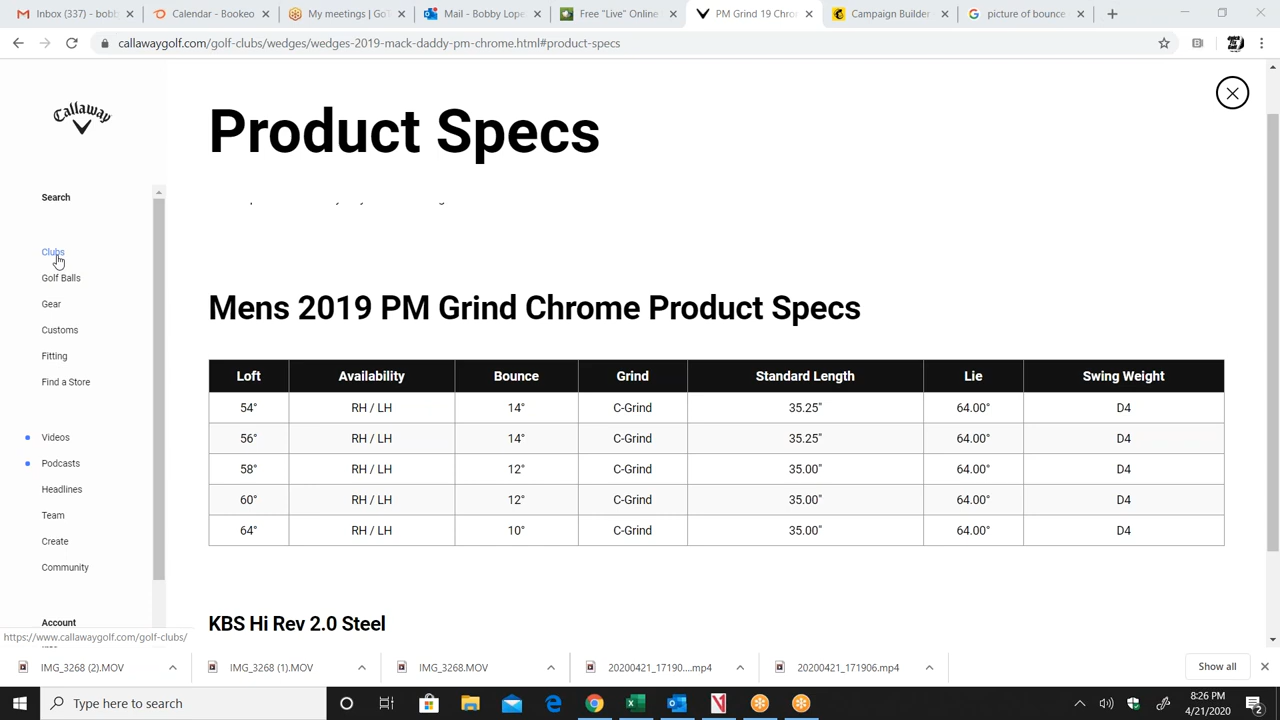 Inbox (337) - bobb
Calendar - Bookeo
My meetings | GoT
Mail - Bobby Lope
Free "Live" Online
PM Grind 19 Chro
Campaign Builder
picture of bounce
callawaygolf.com/golf-clubs/wedges/wedges-2019-mack-daddy-pm-chrome.html#product-specs
Callaway
Product Specs
Search
Clubs
Golf Balls
Gear
Customs
Fitting
Find a Store
Videos
Podcasts
Headlines
Team
Create
Community
Account
Mens 2019 PM Grind Chrome Product Specs
Loft Availability Bounce Grind Standard Length Lie Swing Weight
54° RH / LH 14° C-Grind 35.25" 64.00° D4
56° RH / LH 14° C-Grind 35.25" 64.00° D4
58° RH / LH 12° C-Grind 35.00" 64.00° D4
60° RH / LH 12° C-Grind 35.00" 64.00° D4
64° RH / LH 10° C-Grind 35.00" 64.00° D4
KBS Hi Rev 2.0 Steel
https://www.callawaygolf.com/golf-clubs/
IMG_3268 (2).MOV
IMG_3268 (1).MOV
IMG_3268.MOV
20200421_17190....mp4
20200421_171906.mp4
Show all
Type here to search
8:26 PM
4/21/2020
2